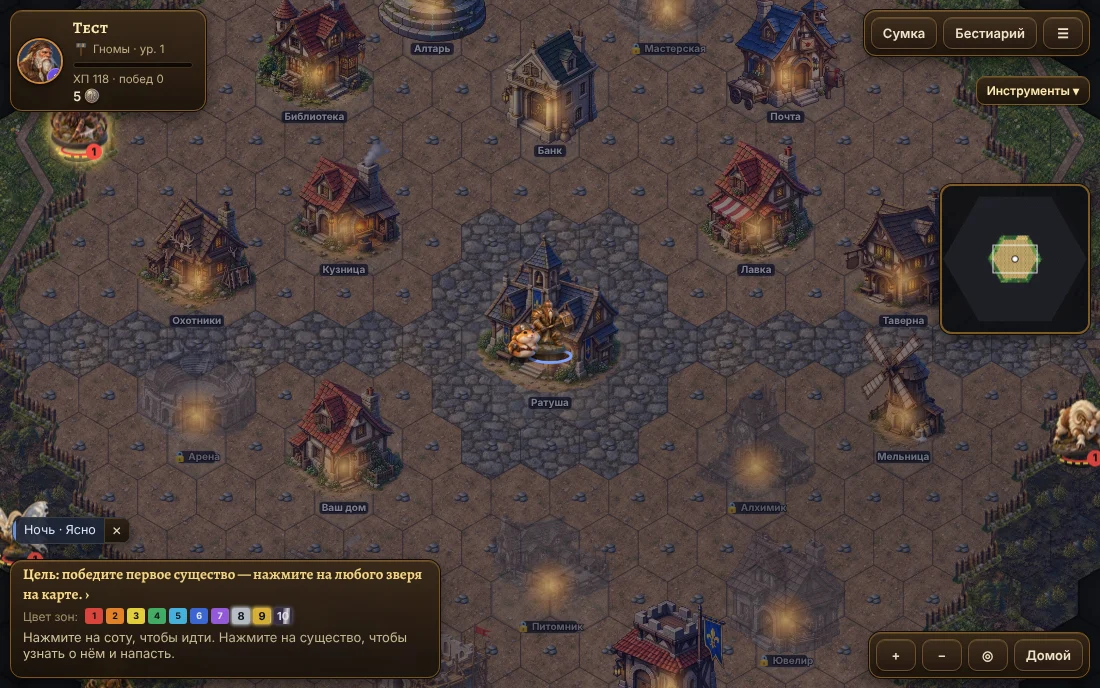 Тест
Гномы · ур. 1
ХП 118 · побед 0
5
Сумка
Бестиарий
☰
Инструменты ▾
Алтарь
Мастерская
Библиотека
Банк
Почта
1
Кузница
Лавка
Охотники
Таверна
Ратуша
Арена
Мельница
1
Ваш дом
Алхимик
Ночь · Ясно
×
Цель: победите первое существо — нажмите на любого зверя
на карте. ›
Цвет зон: 1 2 3 4 5 6 7 8 9 10
Нажмите на соту, чтобы идти. Нажмите на существо, чтобы
узнать о нём и напасть.
Питомник
Ювелир
+
−
◎
Домой